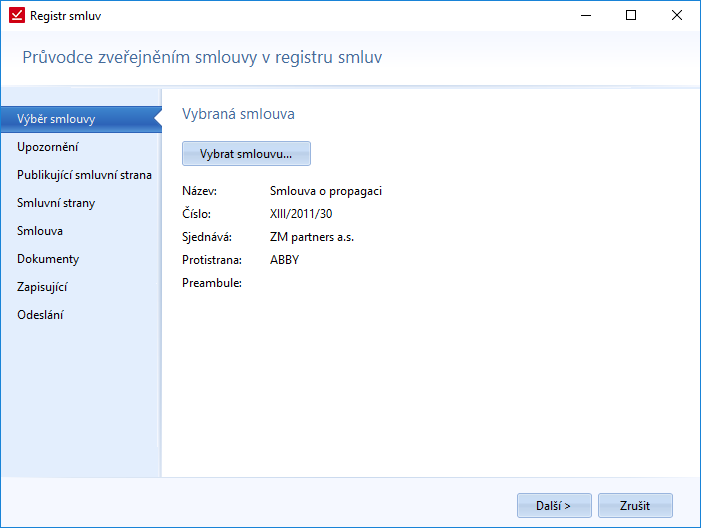 Registr smluv
Průvodce zveřejněním smlouvy v registru smluv
Výběr smlouvy
Upozornění
Publikující smluvní strana
Smluvní strany
Smlouva
Dokumenty
Zapisující
Odeslání
Vybraná smlouva
Vybrat smlouvu...
Název: Smlouva o propagaci
Číslo: XIII/2011/30
Sjednává: ZM partners a.s.
Protistrana: ABBY
Preambule:
Další > Zrušit